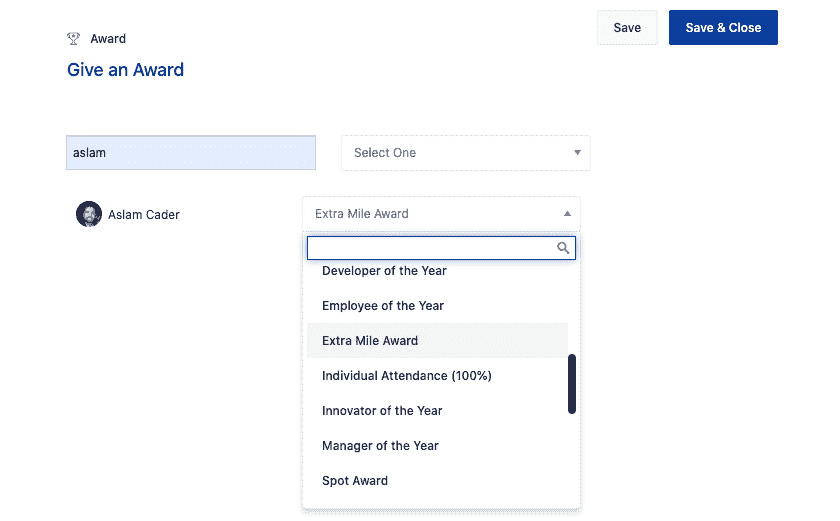 Award
Save
Save & Close
Give an Award
aslam
Select One
Aslam Cader
Extra Mile Award
Developer of the Year
Employee of the Year
Extra Mile Award
Individual Attendance (100%)
Innovator of the Year
Manager of the Year
Spot Award